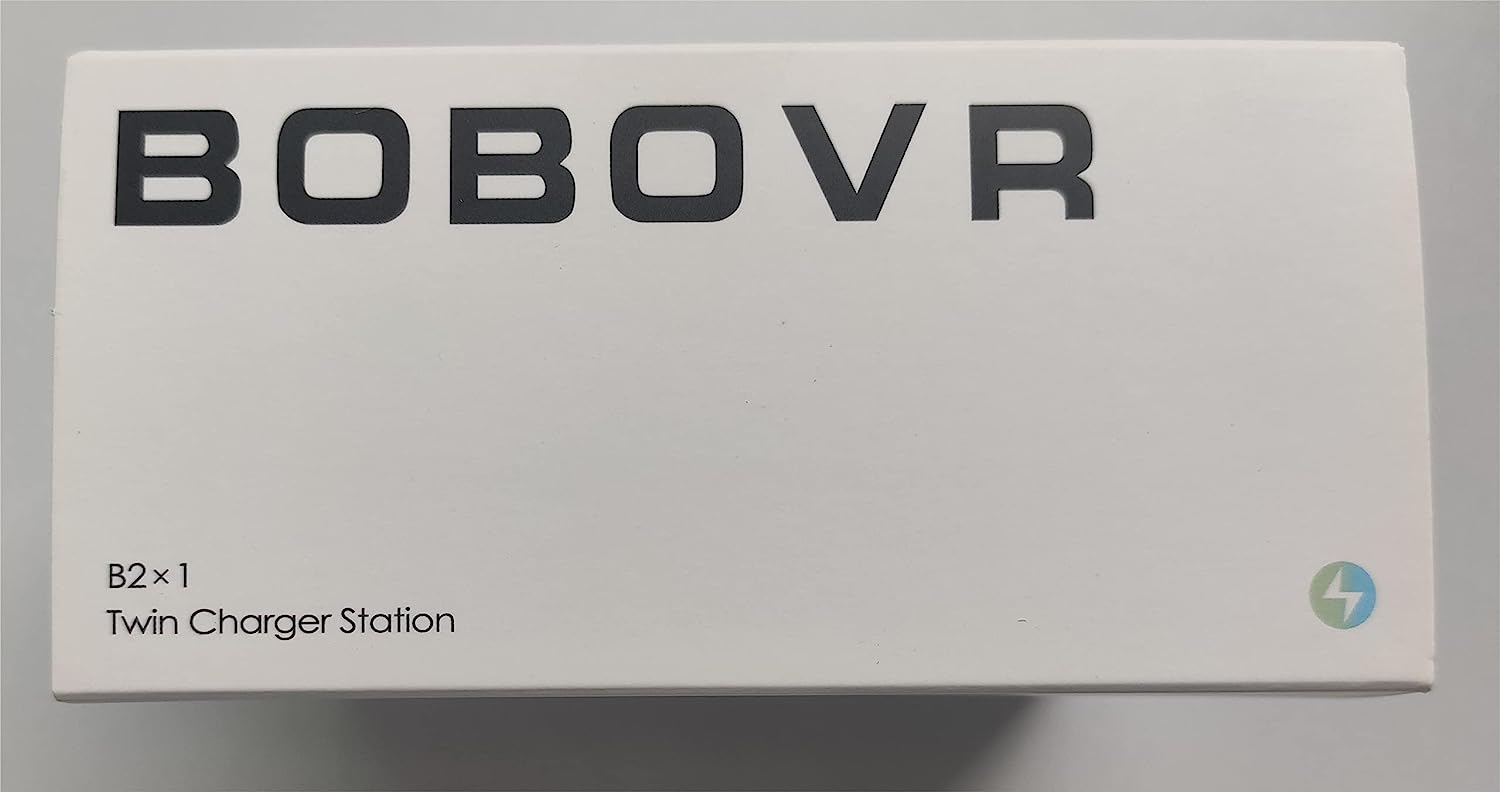 BOBOVR
B2×1
Twin Charger Station